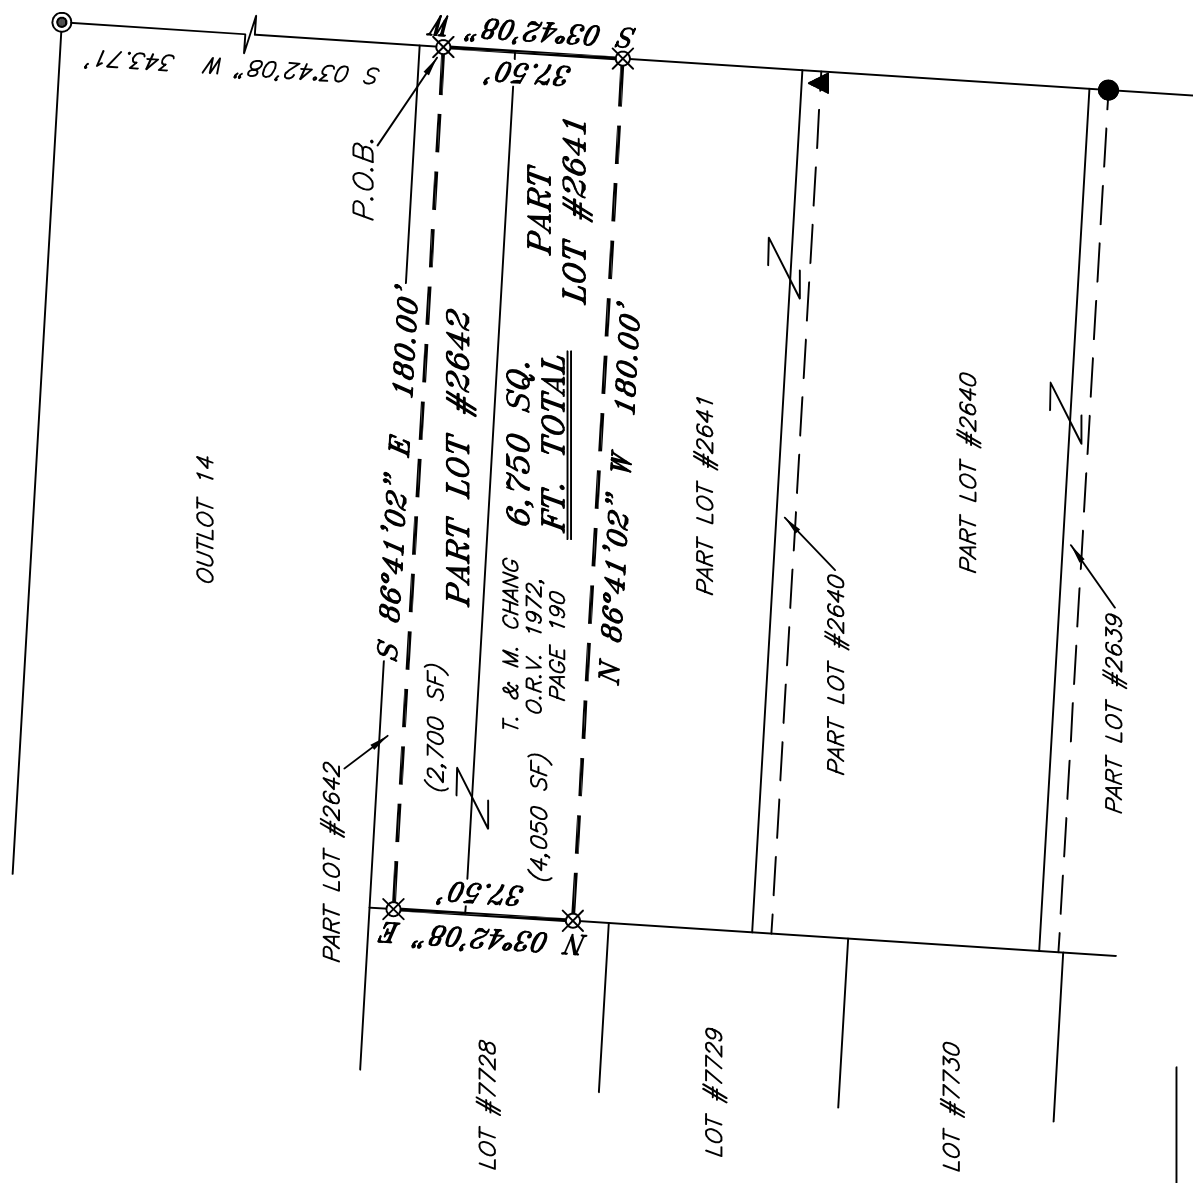 S 03°42'08" W 343.71'
S 03°42'08" W
37.50'
P.O.B.
S 86°41'02" E 180.00'
PART LOT #2642
PART
LOT #2641
6,750 SQ.
FT. TOTAL
T. & M. CHANG
O.R.V. 1972,
PAGE 190
(2,700 SF)
(4,050 SF)
N 86°41'02" W 180.00'
37.50'
N 03°42'08" E
OUTLOT 14
PART LOT #2642
PART LOT #2641
PART LOT #2640
PART LOT #2640
PART LOT #2639
LOT #7728
LOT #7729
LOT #7730